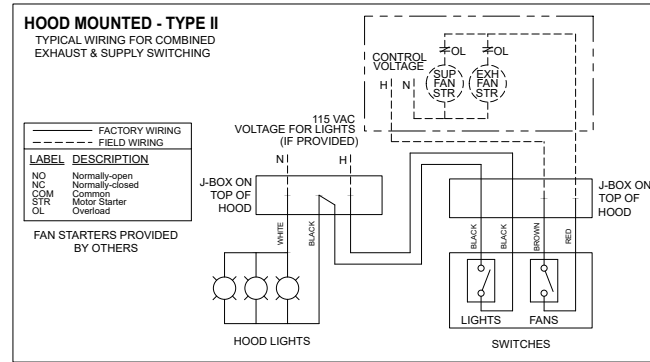 HOOD MOUNTED - TYPE II
TYPICAL WIRING FOR COMBINED
EXHAUST & SUPPLY SWITCHING
OL
OL
CONTROL
VOLTAGE
H
N
SUP
FAN
STR
EXH
FAN
STR
115 VAC
VOLTAGE FOR LIGHTS
(IF PROVIDED)
N
H
FACTORY WIRING
FIELD WIRING
LABEL DESCRIPTION
NO Normally-open
NC Normally-closed
COM Common
STR Motor Starter
OL Overload
FAN STARTERS PROVIDED
BY OTHERS
J-BOX ON
TOP OF
HOOD
J-BOX ON
TOP OF
HOOD
WHITE
BLACK
BLACK
BLACK
BROWN
RED
HOOD LIGHTS
LIGHTS
FANS
SWITCHES